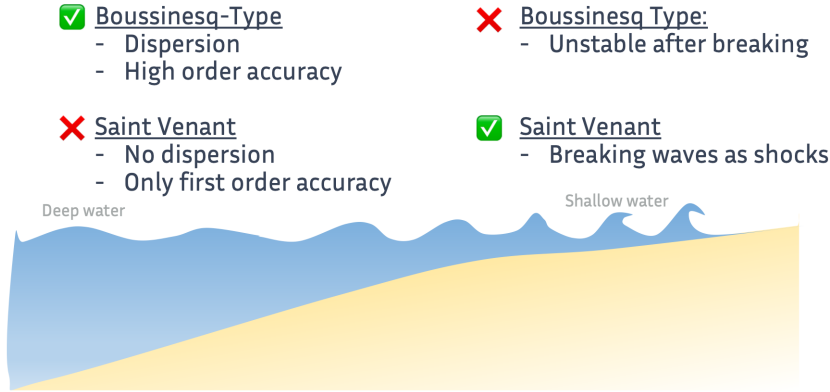 ✅ Boussinesq-Type
- Dispersion
- High order accuracy
❌ Saint Venant
- No dispersion
- Only first order accuracy
Deep water
❌ Boussinesq Type:
- Unstable after breaking
✅ Saint Venant
- Breaking waves as shocks
Shallow water